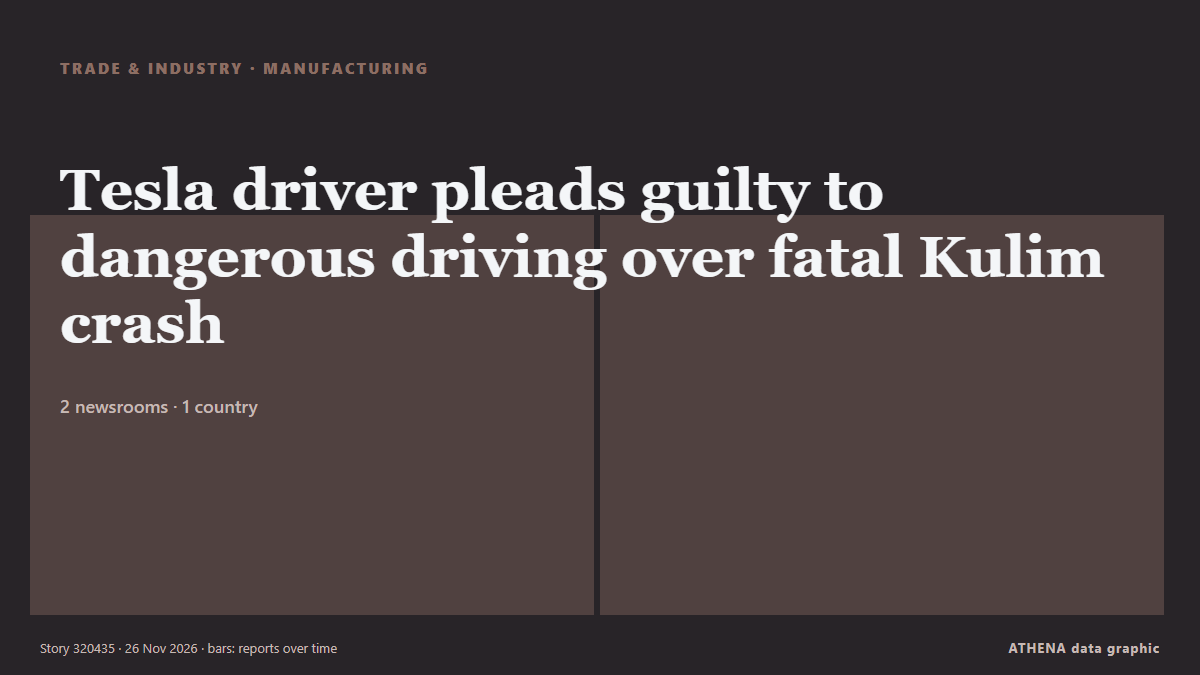 TRADE & INDUSTRY · MANUFACTURING
Tesla driver pleads guilty to
dangerous driving over fatal Kulim
crash
2 newsrooms · 1 country
Story 320435 · 26 Nov 2026 · bars: reports over time
ATHENA data graphic